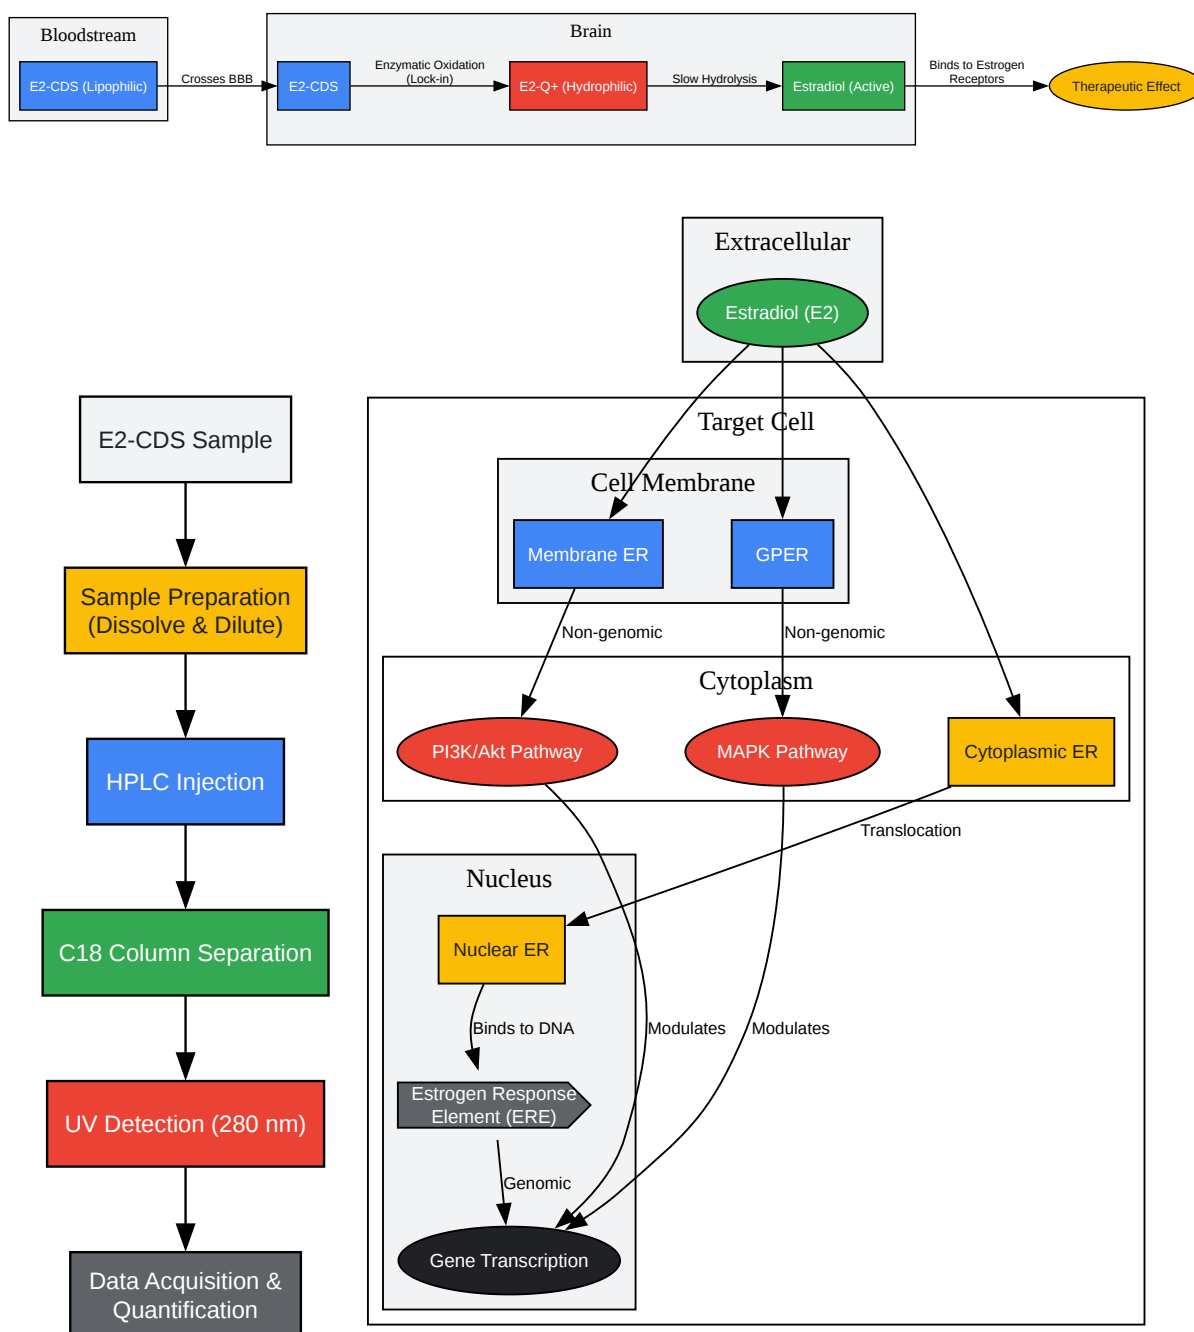 Bloodstream
E2-CDS (Lipophilic)
Crosses BBB
Brain
E2-CDS
Enzymatic Oxidation
(Lock-in)
E2-Q+ (Hydrophilic)
Slow Hydrolysis
Estradiol (Active)
Binds to Estrogen
Receptors
Therapeutic Effect
E2-CDS Sample
Sample Preparation
(Dissolve & Dilute)
HPLC Injection
C18 Column Separation
UV Detection (280 nm)
Data Acquisition &
Quantification
Extracellular
Estradiol (E2)
Target Cell
Cell Membrane
Membrane ER
GPER
Non-genomic
Non-genomic
Cytoplasm
PI3K/Akt Pathway
MAPK Pathway
Cytoplasmic ER
Translocation
Nucleus
Nuclear ER
Binds to DNA
Modulates
Modulates
Estrogen Response
Element (ERE)
Genomic
Gene Transcription